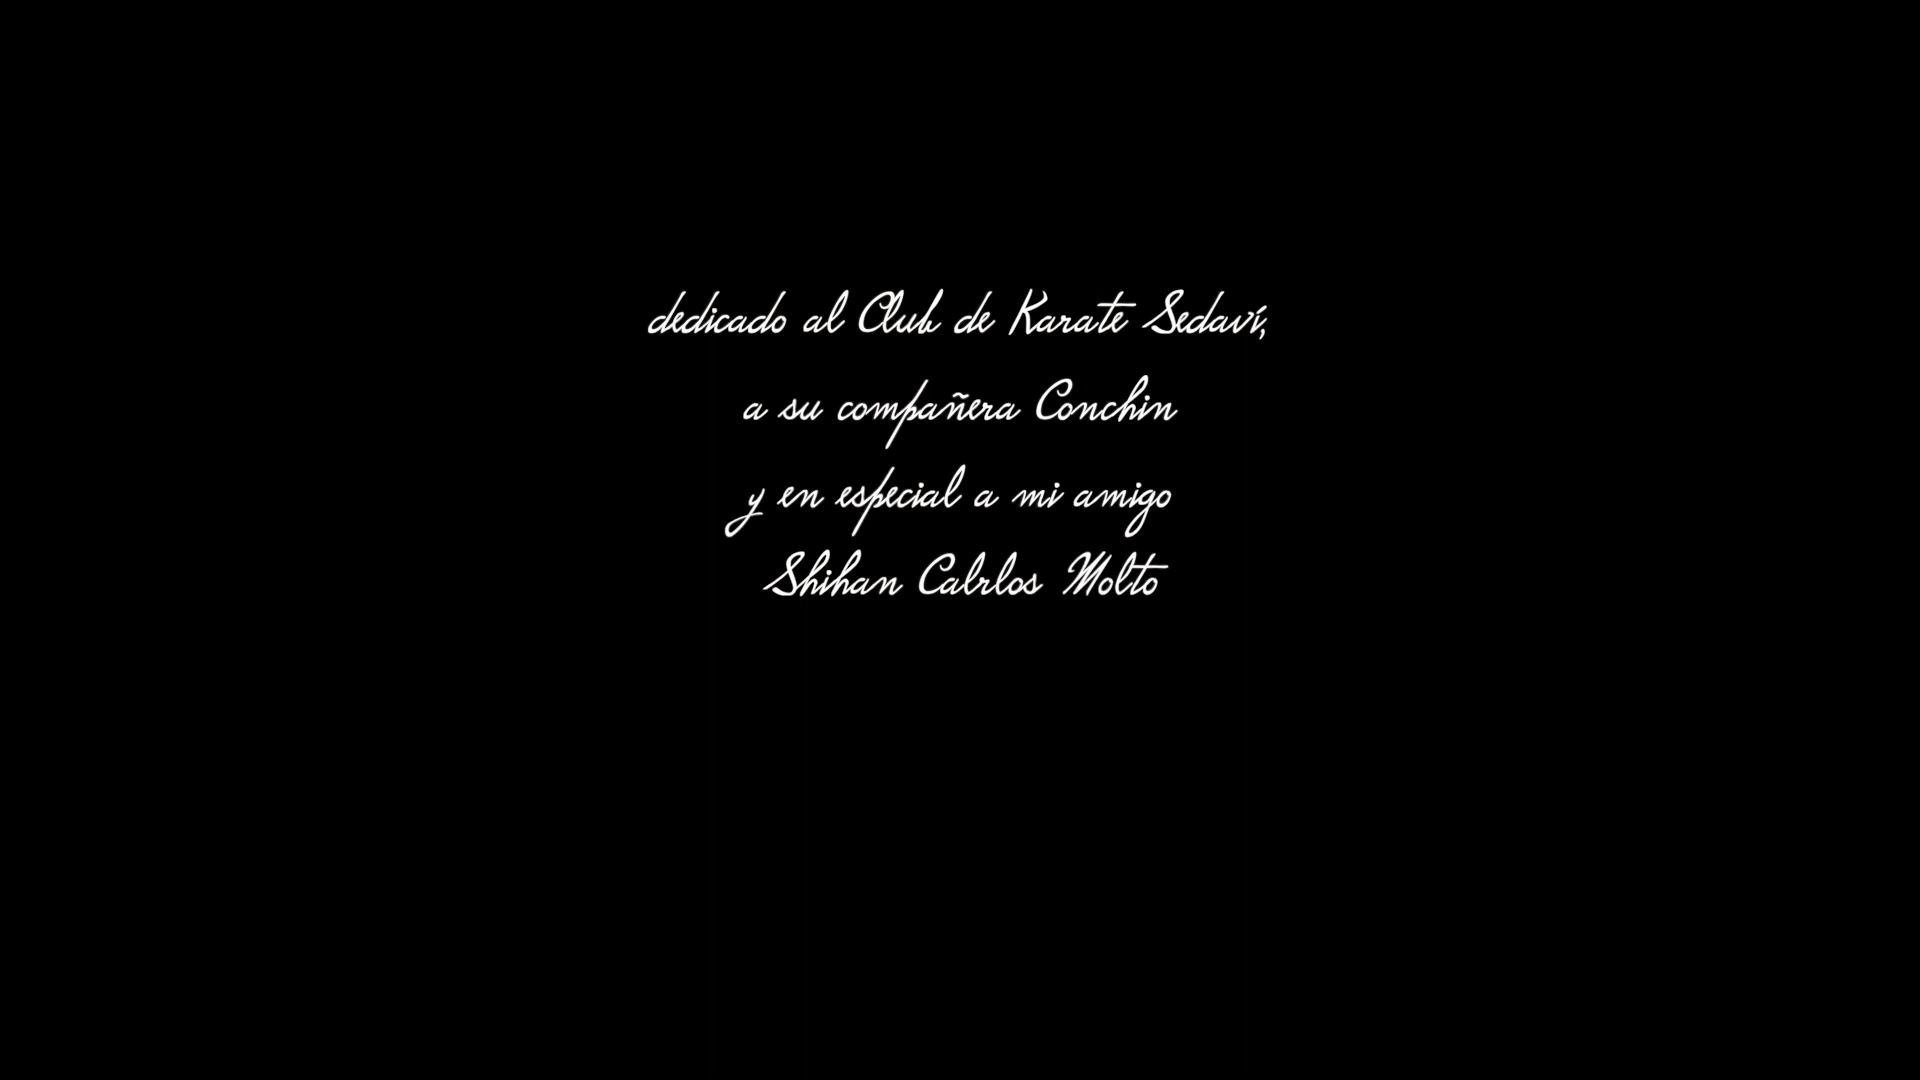 dedicado al Club de Karate Sedaví,
a su compañera Conchin
y en especial a mi amigo
Shihan Calrlos Molto